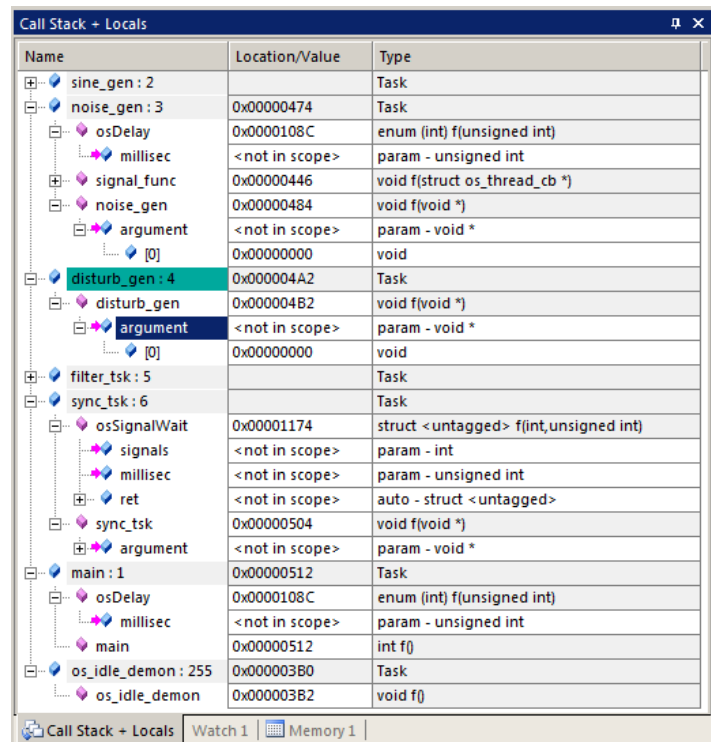 Call Stack + Locals
Name Location/Value Type
sine_gen : 2 Task
noise_gen : 3 0x00000474 Task
osDelay 0x0000108C enum (int) f(unsigned int)
millisec <not in scope> param - unsigned int
signal_func 0x00000446 void f(struct os_thread_cb *)
noise_gen 0x00000484 void f(void *)
argument <not in scope> param - void *
[0] 0x00000000 void
disturb_gen : 4 0x000004A2 Task
disturb_gen 0x000004B2 void f(void *)
argument <not in scope> param - void *
[0] 0x00000000 void
filter_tsk : 5 Task
sync_tsk : 6 Task
osSignalWait 0x00001174 struct <untagged> f(int,unsigned int)
signals <not in scope> param - int
millisec <not in scope> param - unsigned int
ret <not in scope> auto - struct <untagged>
sync_tsk 0x00000504 void f(void *)
argument <not in scope> param - void *
main : 1 0x00000512 Task
osDelay 0x0000108C enum (int) f(unsigned int)
millisec <not in scope> param - unsigned int
main 0x00000512 int f()
os_idle_demon : 255 0x000003B0 Task
os_idle_demon 0x000003B2 void f()
Call Stack + Locals Watch 1 Memory 1